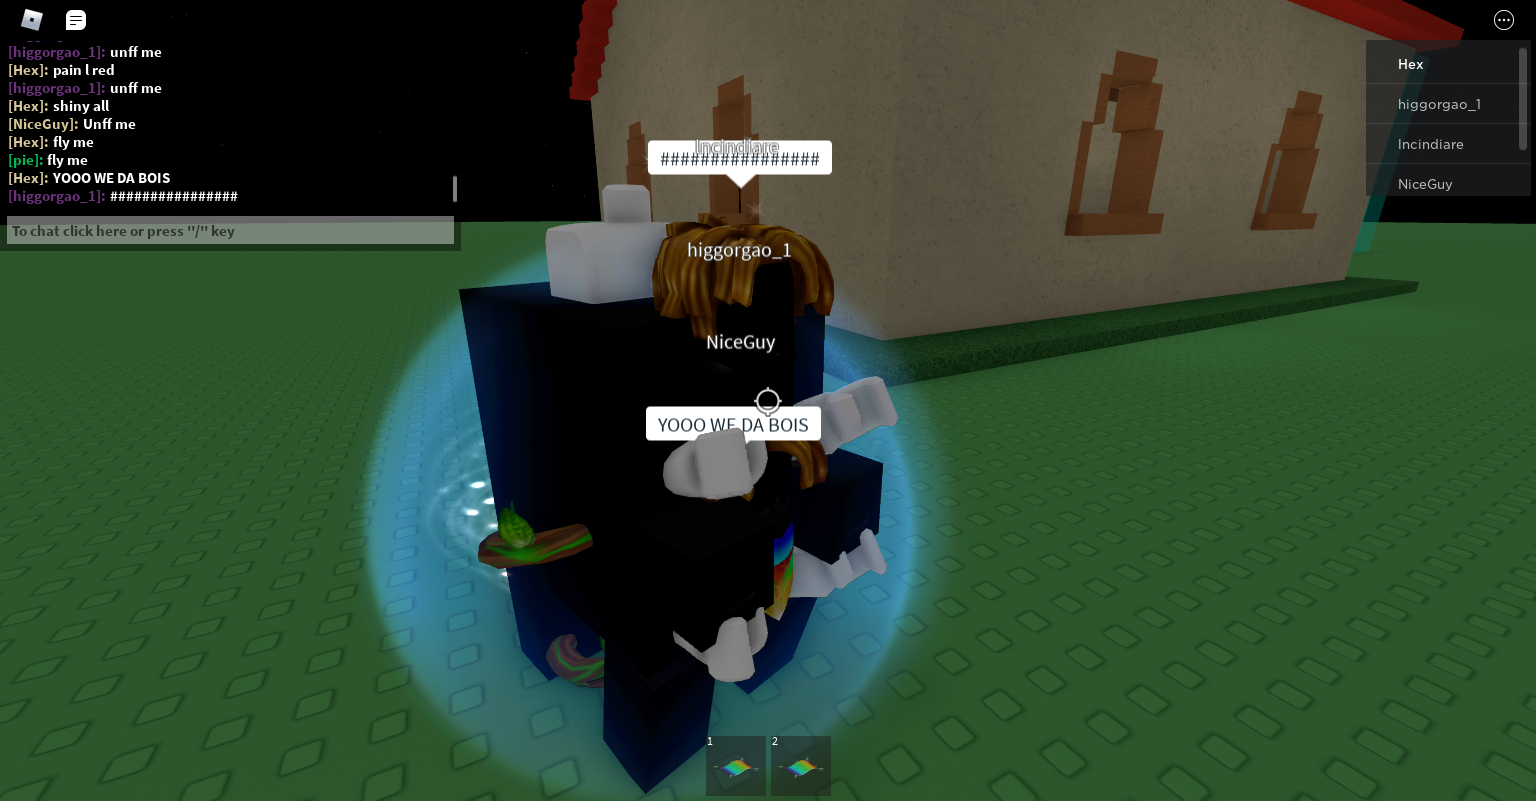 [higgorgao_1]: unff me
[Hex]: pain l red
[higgorgao_1]: unff me
[Hex]: shiny all
[NiceGuy]: Unff me
[Hex]: fly me
[pie]: fly me
[Hex]: YOOO WE DA BOIS
[higgorgao_1]: ################
To chat click here or press "/" key
Hex
higgorgao_1
Incindiare
NiceGuy
Incindiare
################
higgorgao_1
NiceGuy
YOOO WE DA BOIS
1
2